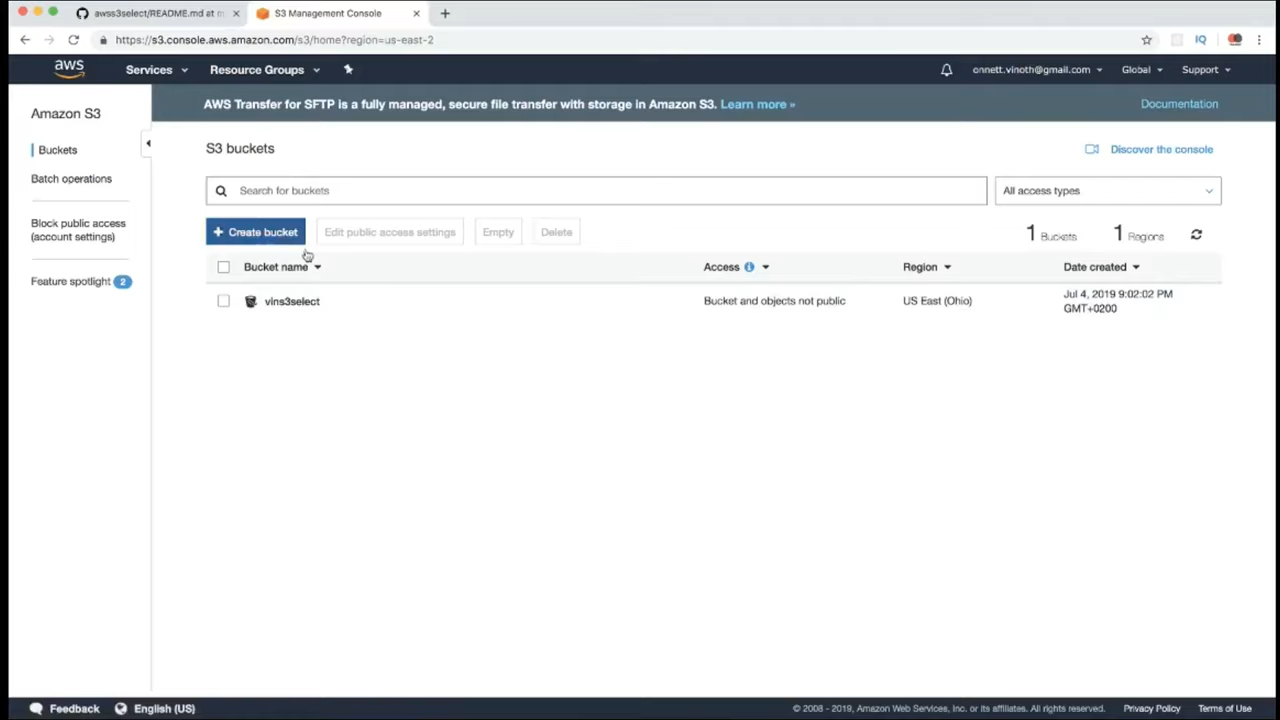 awss3select/README.md at m
S3 Management Console
https://s3.console.aws.amazon.com/s3/home?region=us-east-2
IQ
aws
Services
Resource Groups
onnett.vinoth@gmail.com
Global
Support
Amazon S3
AWS Transfer for SFTP is a fully managed, secure file transfer with storage in Amazon S3. Learn more »
Documentation
Buckets
Batch operations
Block public access
(account settings)
Feature spotlight 2
S3 buckets
Discover the console
Search for buckets
All access types
+ Create bucket
Edit public access settings
Empty
Delete
1 Buckets
1 Regions
Bucket name
Access
Region
Date created
vins3select
Bucket and objects not public
US East (Ohio)
Jul 4, 2019 9:02:02 PM
GMT+0200
Feedback
English (US)
© 2008 - 2019, Amazon Web Services, Inc. or its affiliates. All rights reserved.
Privacy Policy
Terms of Use